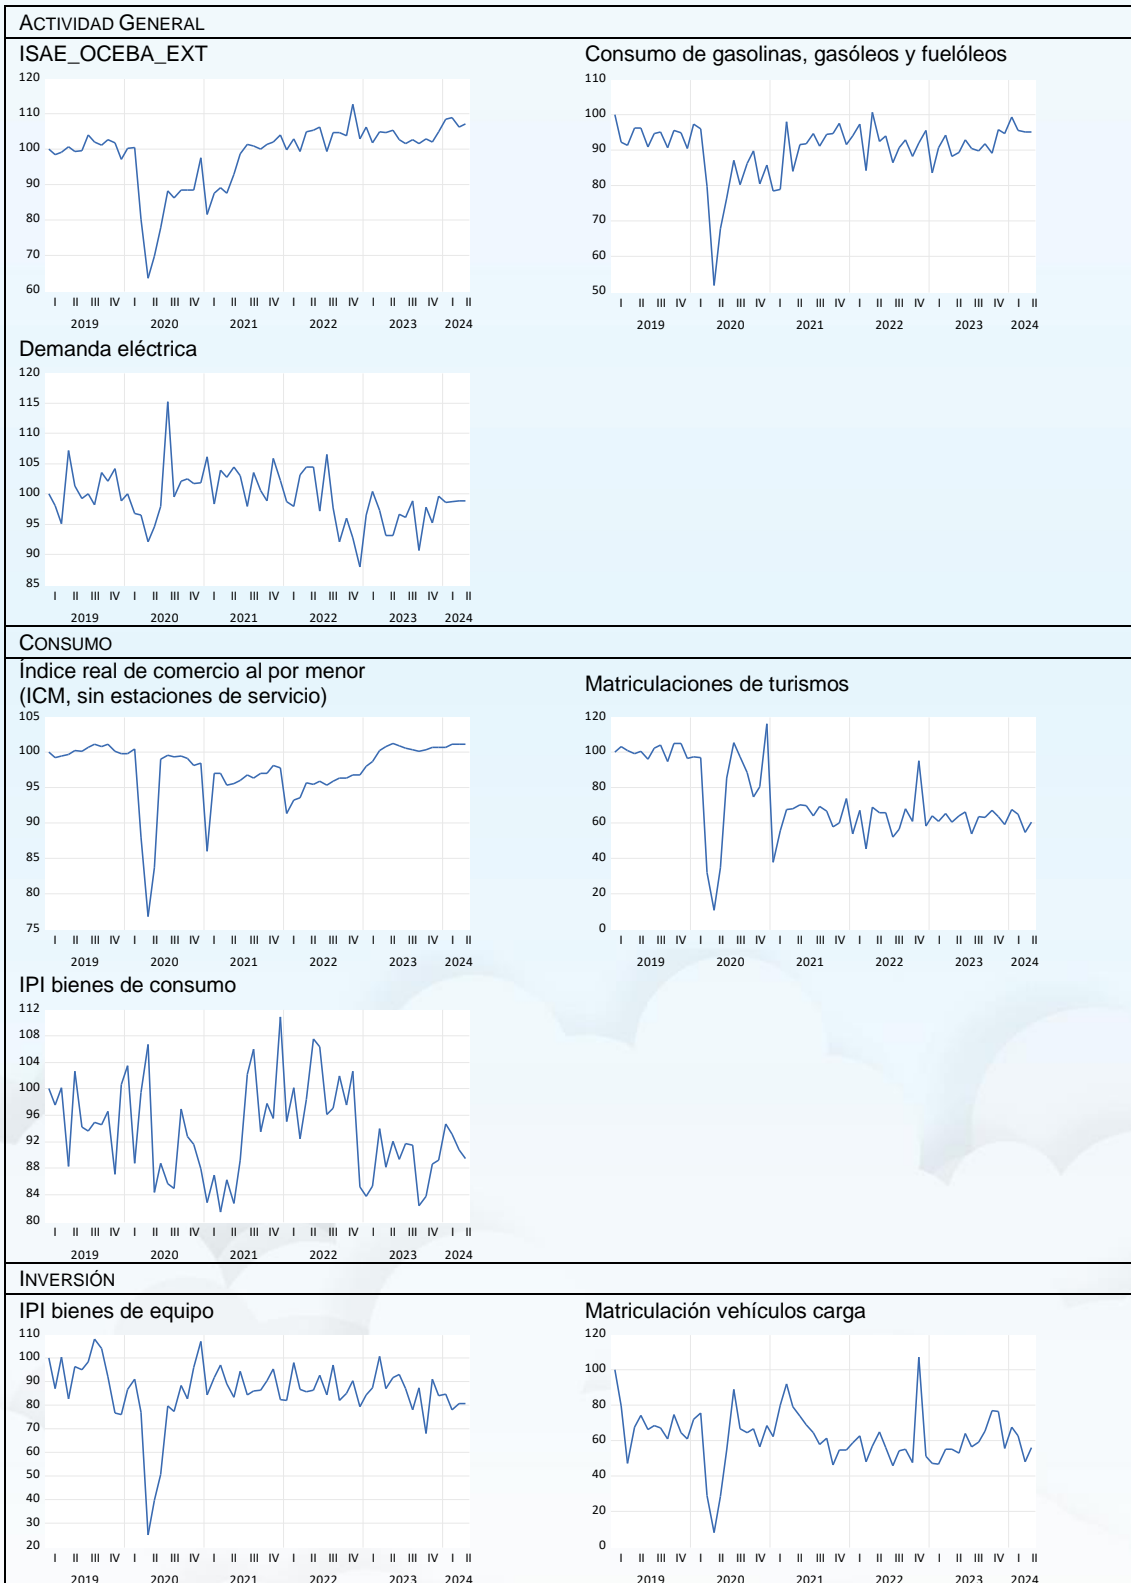 ACTIVIDAD GENERAL
ISAE_OCEBA_EXT
120
110
100
90
80
70
60
I II III IV I II III IV I II III IV I II III IV I II III IV I II
2019 2020 2021 2022 2023 2024
Consumo de gasolinas, gasóleos y fuelóleos
110
100
90
80
70
60
50
I II III IV I II III IV I II III IV I II III IV I II III IV I II
2019 2020 2021 2022 2023 2024
Demanda eléctrica
120
115
110
105
100
95
90
85
I II III IV I II III IV I II III IV I II III IV I II III IV I II
2019 2020 2021 2022 2023 2024
CONSUMO
Índice real de comercio al por menor
(ICM, sin estaciones de servicio)
105
100
95
90
85
80
75
I II III IV I II III IV I II III IV I II III IV I II III IV I II
2019 2020 2021 2022 2023 2024
Matriculaciones de turismos
120
100
80
60
40
20
0
I II III IV I II III IV I II III IV I II III IV I II III IV I II
2019 2020 2021 2022 2023 2024
IPI bienes de consumo
112
108
104
100
96
92
88
84
80
I II III IV I II III IV I II III IV I II III IV I II III IV I II
2019 2020 2021 2022 2023 2024
INVERSIÓN
IPI bienes de equipo
110
100
90
80
70
60
50
40
30
20
I II III IV I II III IV I II III IV I II III IV I II III IV I II
2019 2020 2021 2022 2023 2024
Matriculación vehículos carga
120
100
80
60
40
20
0
I II III IV I II III IV I II III IV I II III IV I II III IV I II
2019 2020 2021 2022 2023 2024